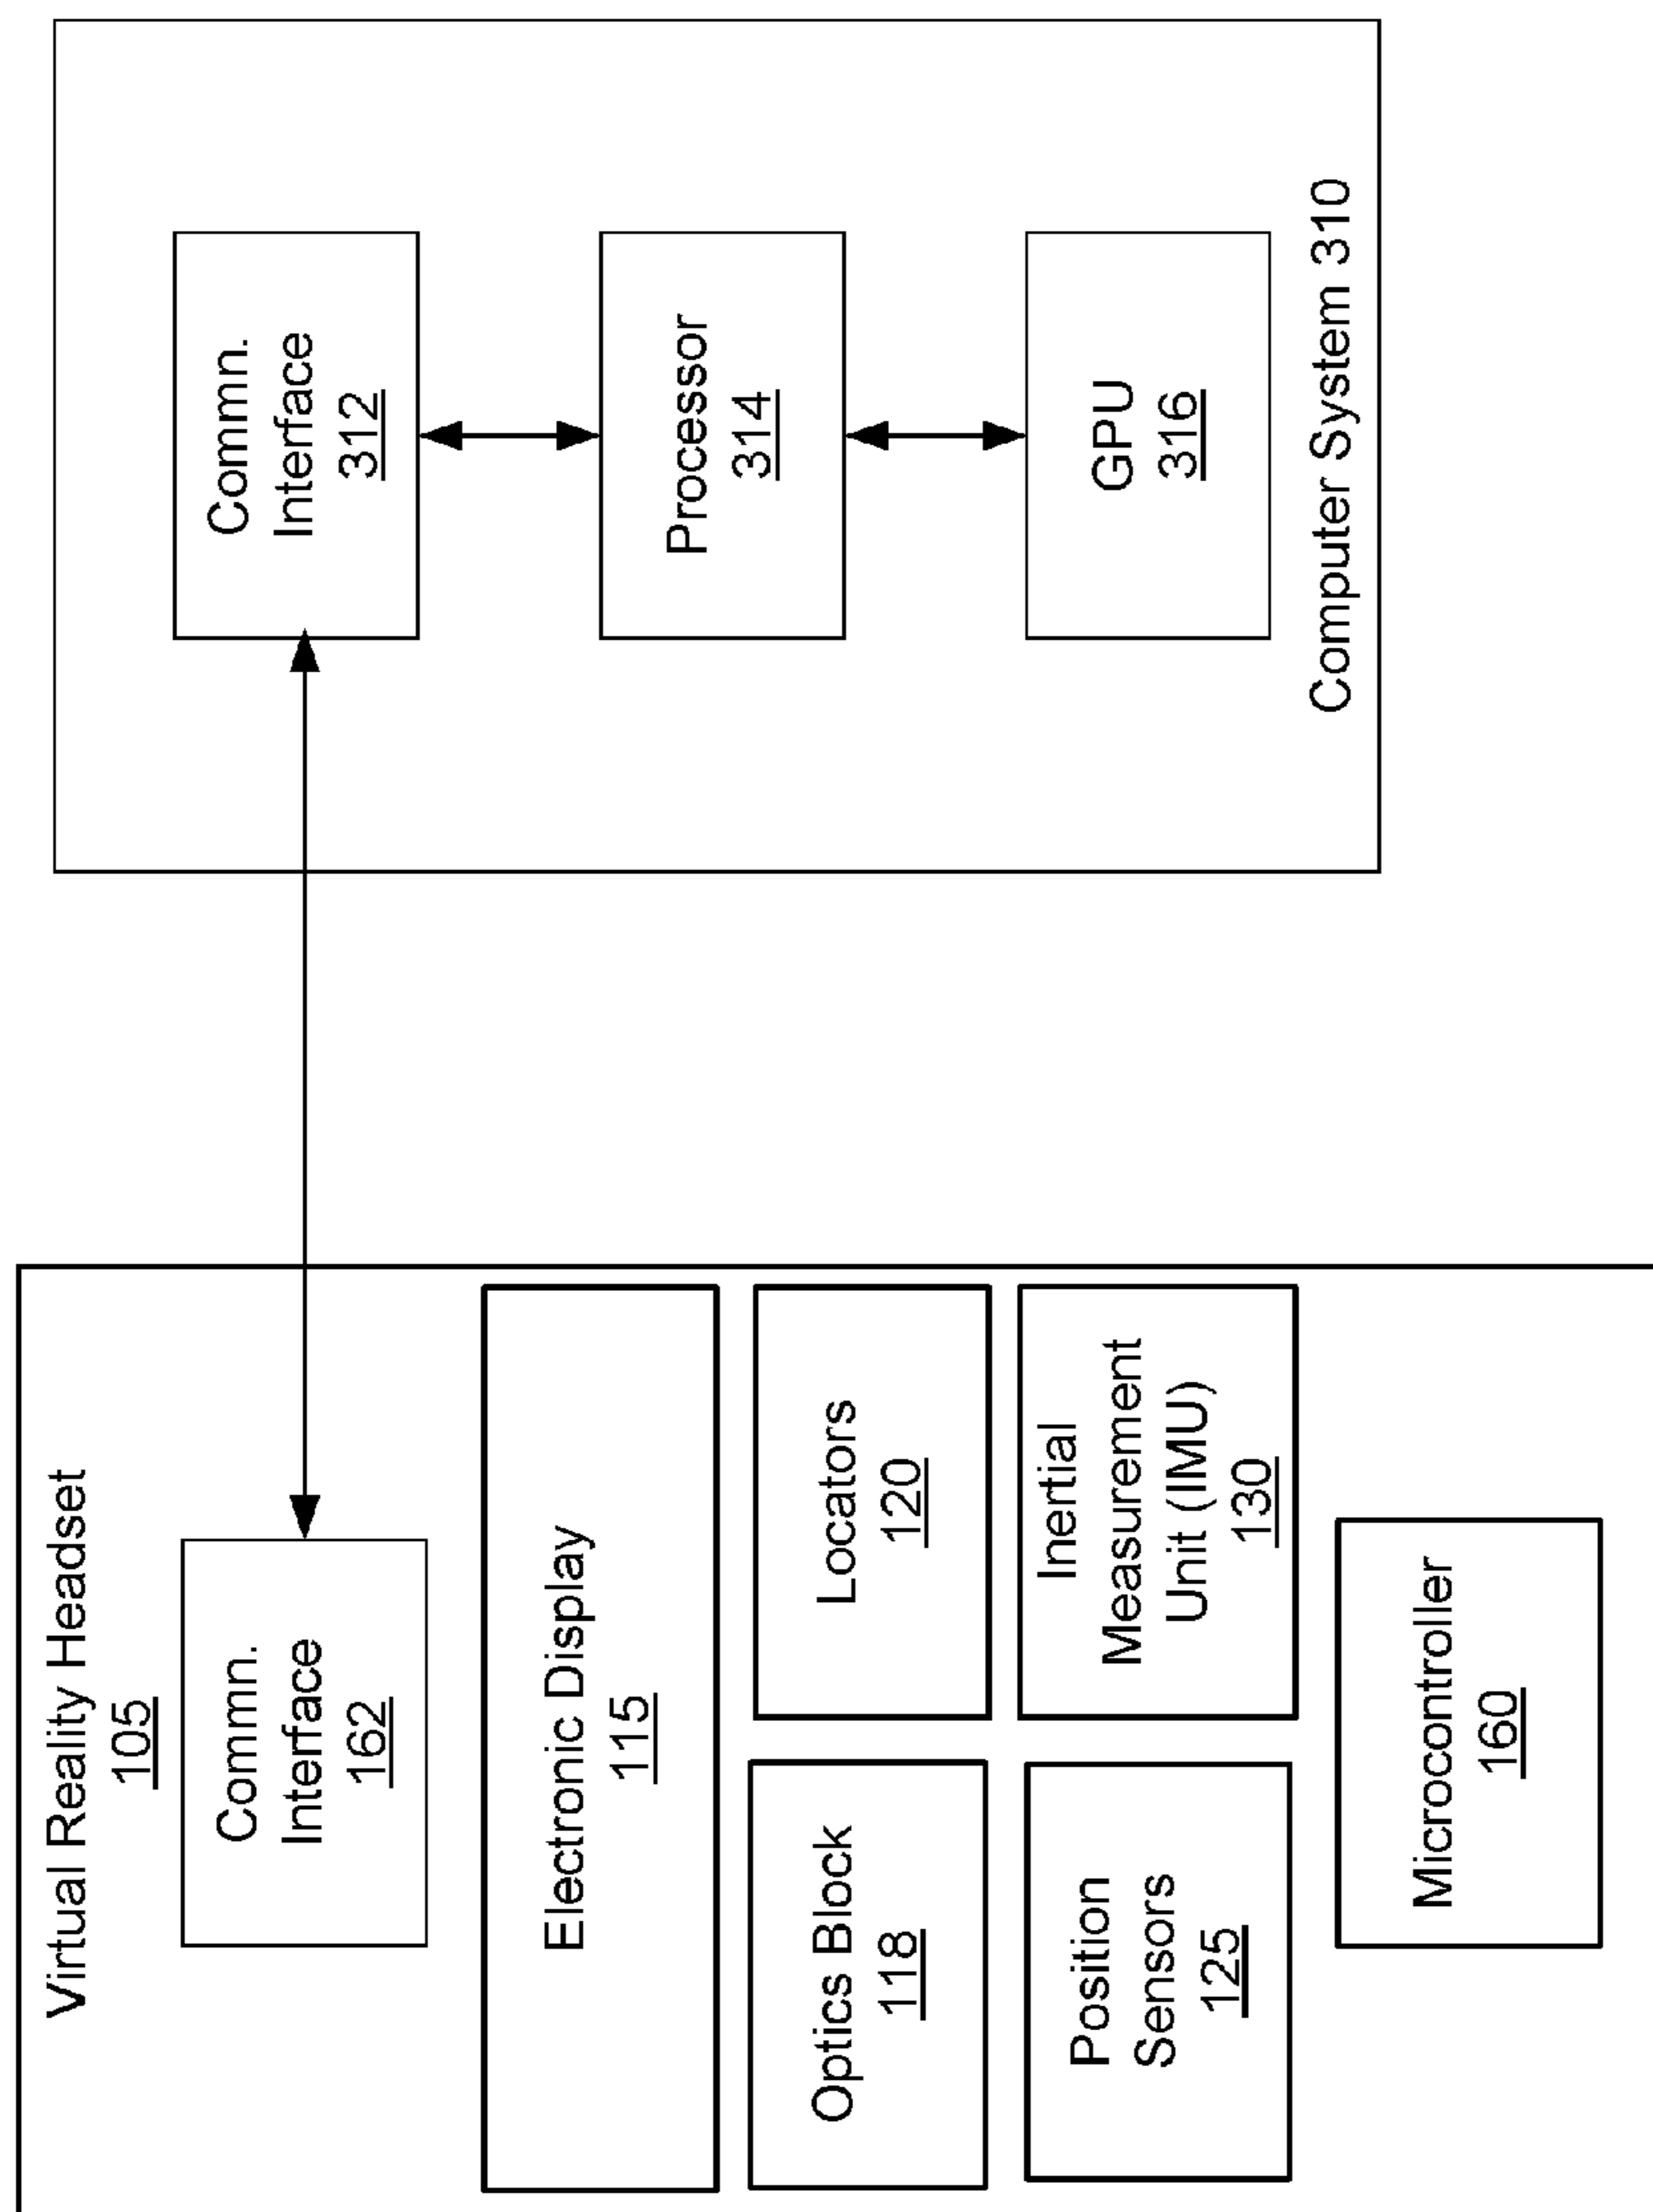 Virtual Reality Headset
105
Commn.
Interface
162
Electronic Display
115
Optics Block
118
Locators
120
Position
Sensors
125
Inertial
Measurement
Unit (IMU)
130
Microcontroller
160
Commn.
Interface
312
Processor
314
GPU
316
Computer System 310